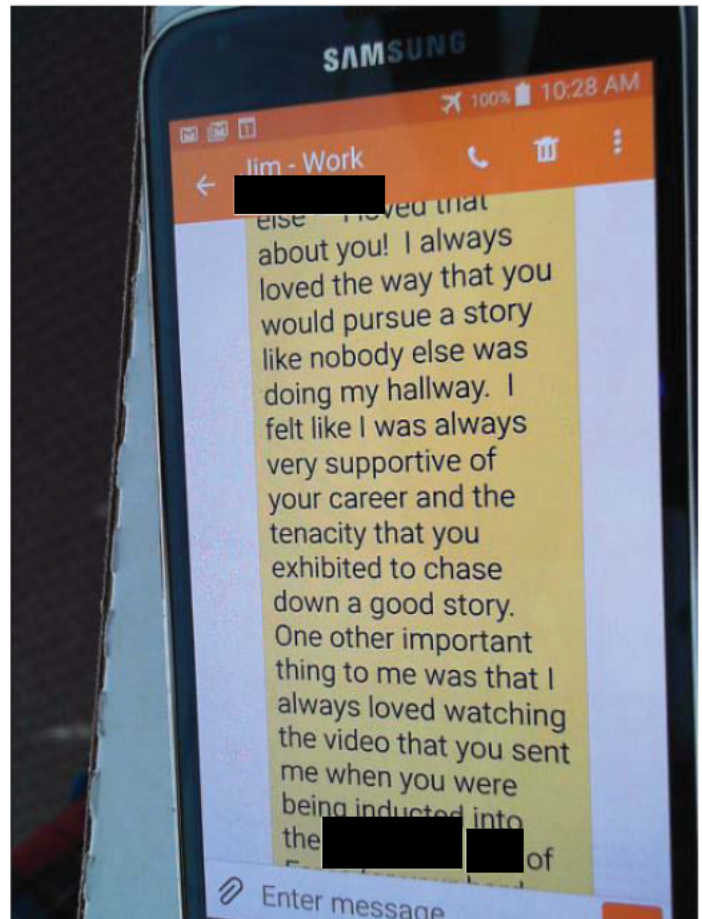 SAMSUNG
100% 10:28 AM
Jim - Work
else I loved that
about you! I always
loved the way that you
would pursue a story
like nobody else was
doing my hallway. I
felt like I was always
very supportive of
your career and the
tenacity that you
exhibited to chase
down a good story.
One other important
thing to me was that I
always loved watching
the video that you sent
me when you were
being inducted into
the of
Enter message